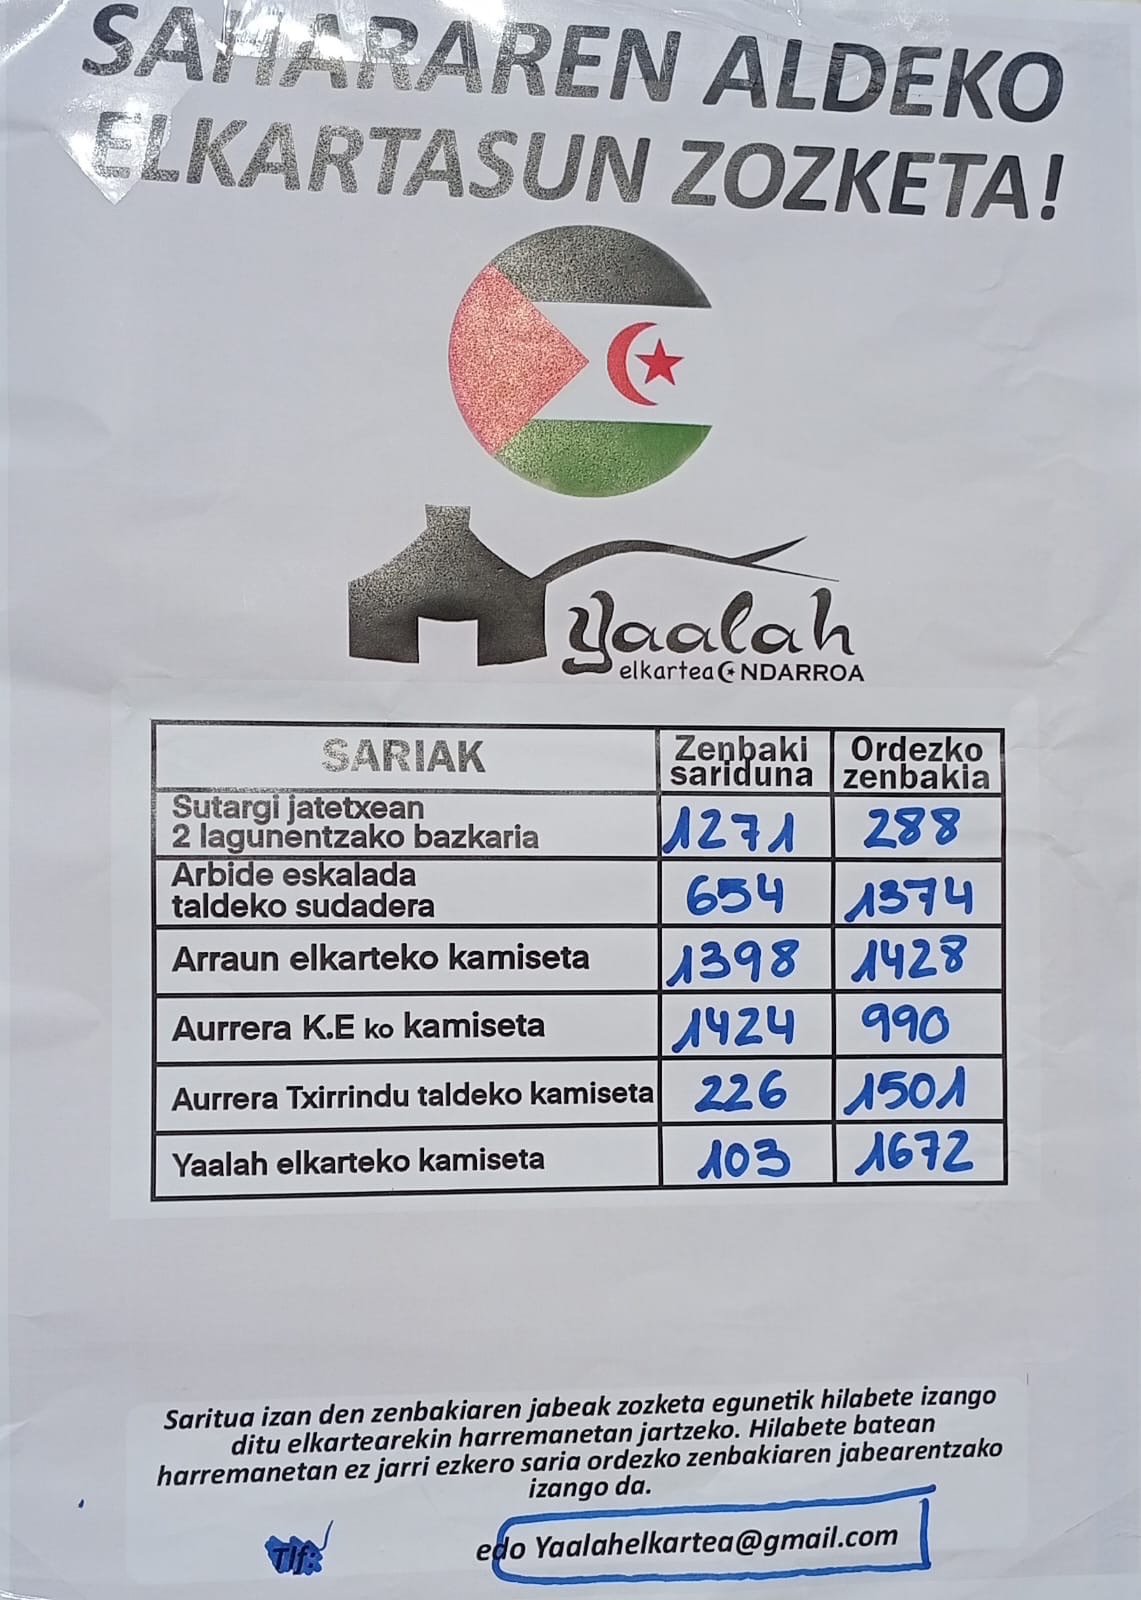 SAHARAREN ALDEKO
ELKARTASUN ZOZKETA!
Yaalah
elkartea ONDARROA
SARIAK Zenbaki sariduna Ordezko zenbakia
Sutargi jatetxean
2 lagunentzako bazkaria 1271 288
Arbide eskalada
taldeko sudadera 654 1374
Arraun elkarteko kamiseta 1398 1428
Aurrera K.E ko kamiseta 1424 990
Aurrera Txirrindu taldeko kamiseta 226 1501
Yaalah elkarteko kamiseta 103 1672
Saritua izan den zenbakiaren jabeak zozketa egunetik hilabete izango
ditu elkartearekin harremanetan jartzeko. Hilabete batean
harremanetan ez jarri ezkero saria ordezko zenbakiaren jabearentzako
izango da.
Tlf: edo Yaalahelkartea@gmail.com